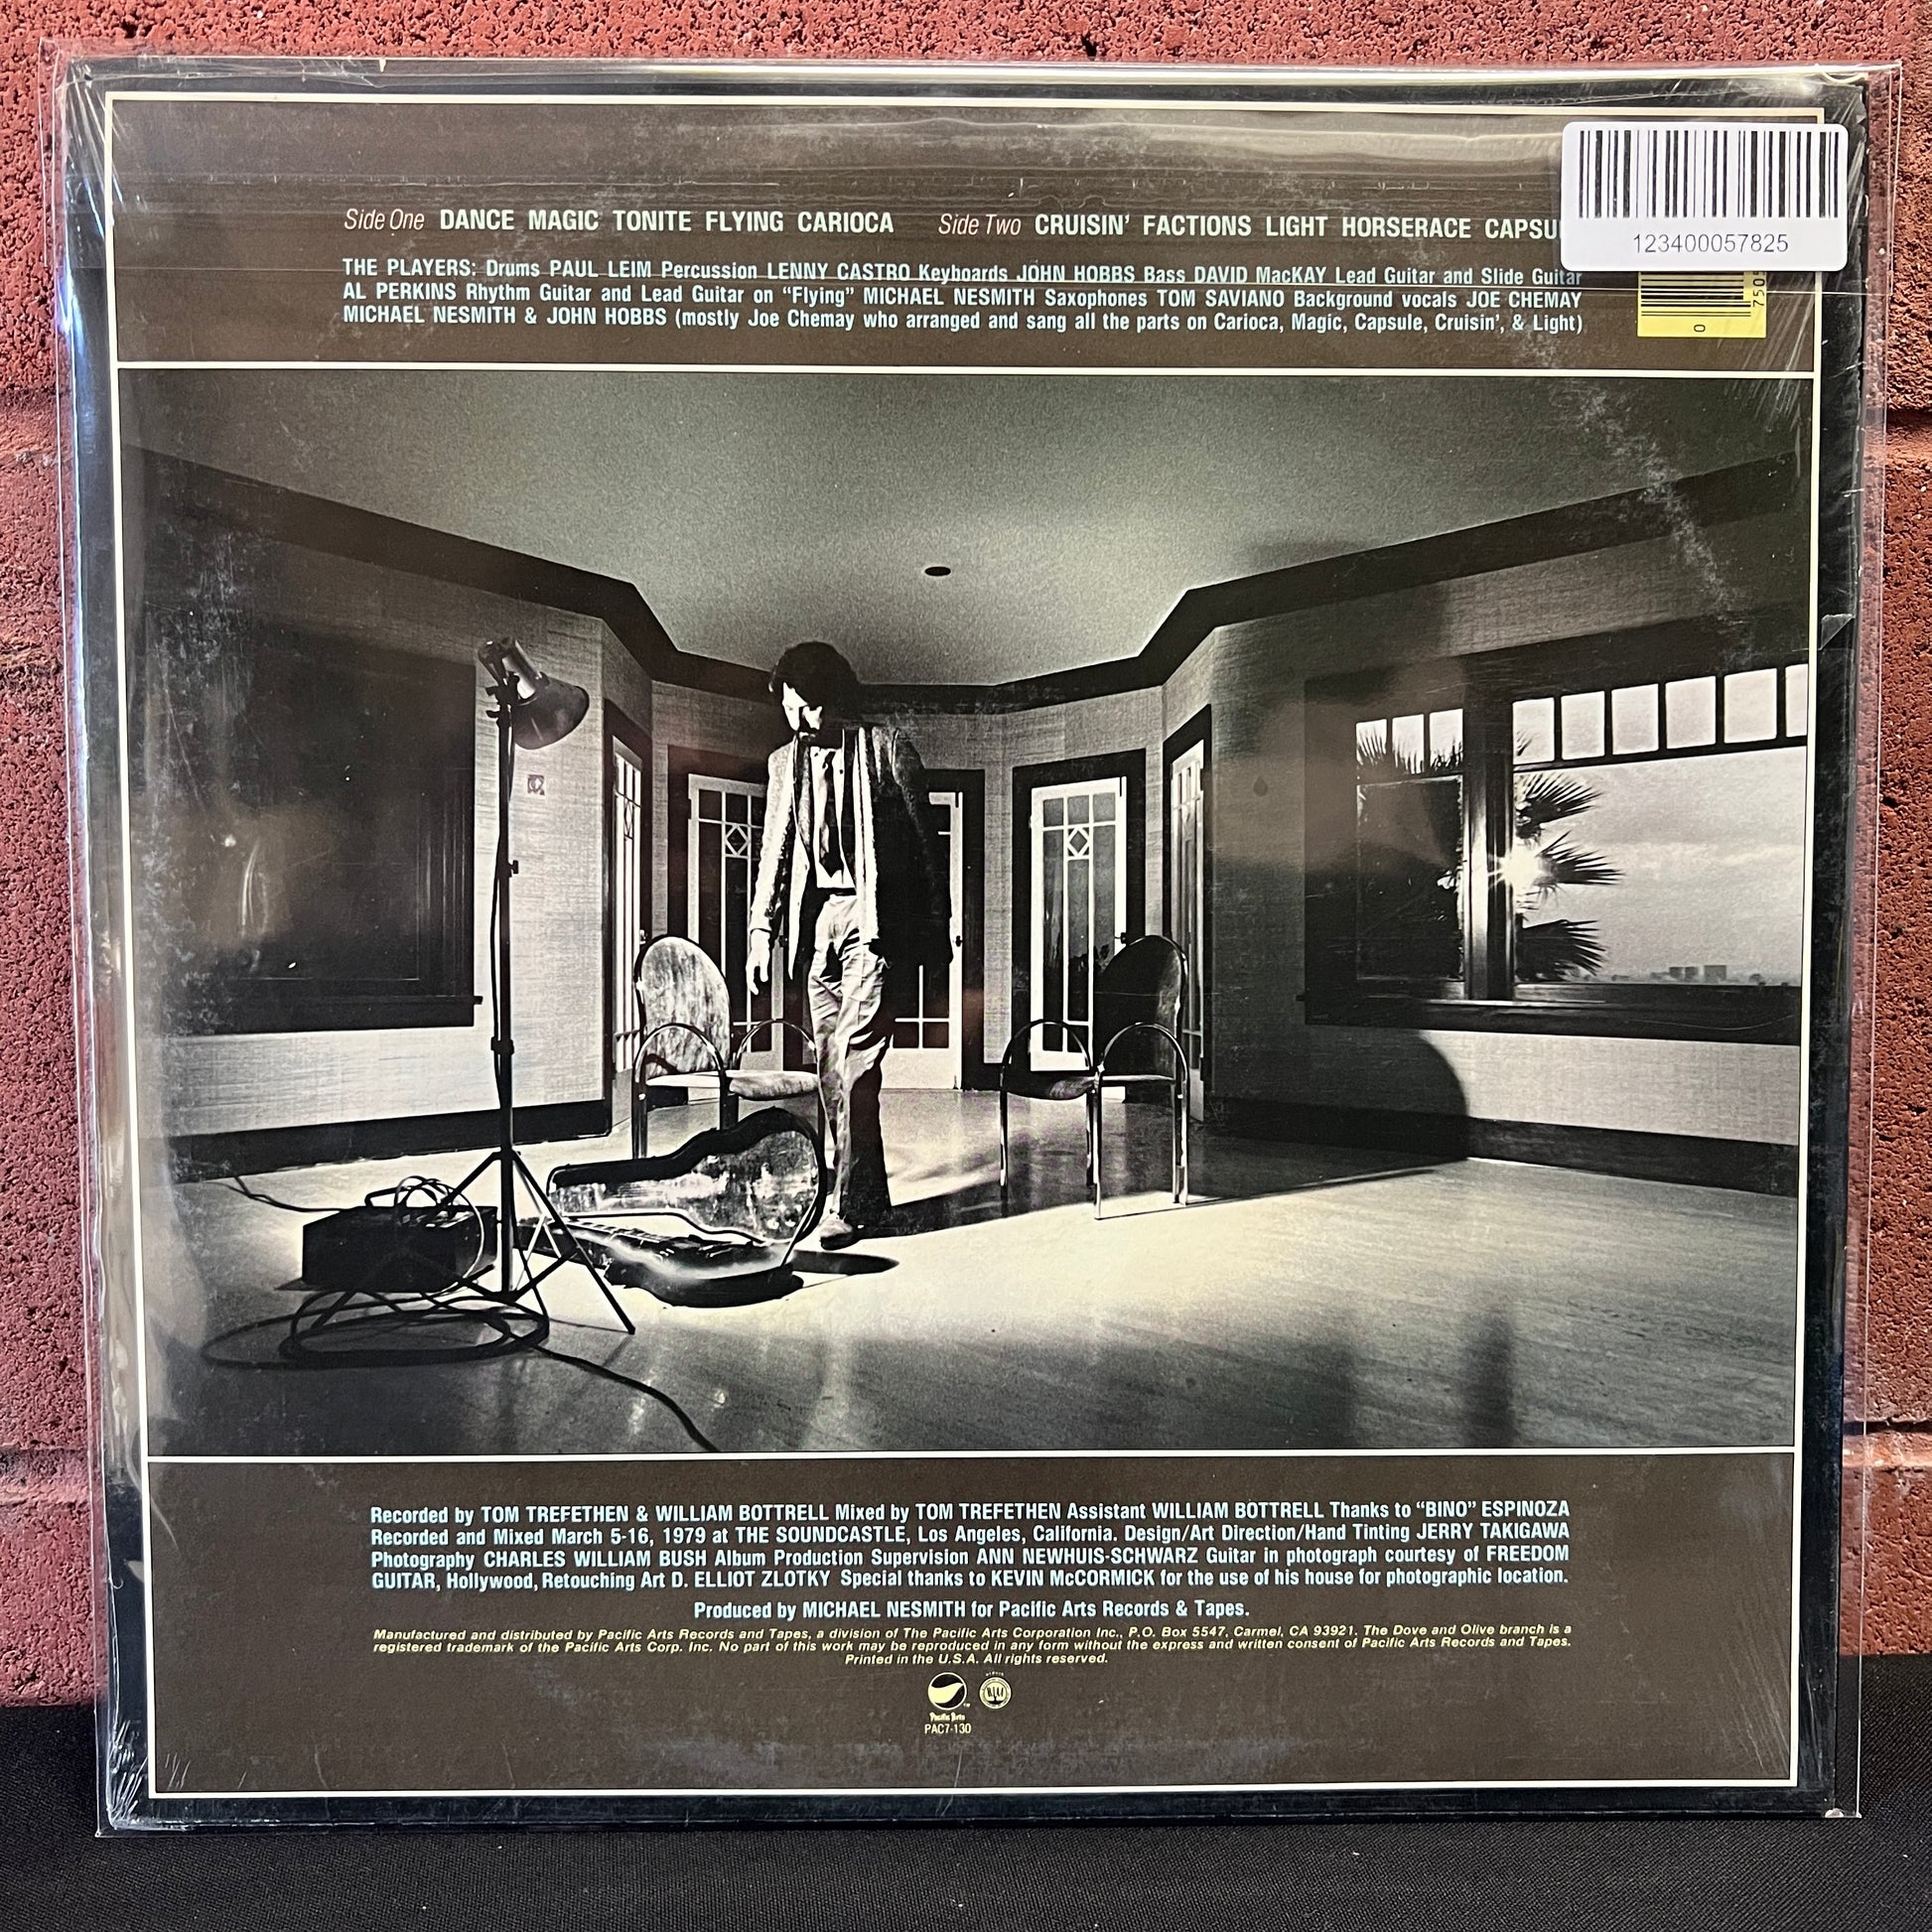 Side One DANCE MAGIC TONITE FLYING CARIOCA Side Two CRUISIN' FACTIONS LIGHT HORSERACE
123400057825
THE PLAYERS: Drums PAUL LEIM Percussion LENNY CASTRO Keyboards JOHN HOBBS Bass DAVID MacKAY Lead Guitar and Slide Guitar
AL PERKINS Rhythm Guitar and Lead Guitar on “Flying” MICHAEL NESMITH Saxophones TOM SAVIANO Background vocals JOE CHEMAY
MICHAEL NESMITH & JOHN HOBBS (mostly Joe Chemay who arranged and sang all the parts on Carioca, Magic, Capsule, Cruisin', & Light)
0
Recorded by TOM TREFETHEN & WILLIAM BOTTRELL Mixed by TOM TREFETHEN Assistant WILLIAM BOTTRELL Thanks to “BINO” ESPINOZA
Recorded and Mixed March 5-16, 1979 at THE SOUNDCASTLE, Los Angeles, California. Design/Art Direction/Hand Tinting JERRY TAKIGAWA
Photography CHARLES WILLIAM BUSH Album Production Supervision ANN NEWHUIS-SCHWARZ Guitar in photograph courtesy of FREEDOM
GUITAR, Hollywood, Retouching Art D. ELLIOT ZLOTKY Special thanks to KEVIN McCORMICK for the use of his house for photographic location.
Produced by MICHAEL NESMITH for Pacific Arts Records & Tapes.
Manufactured and distributed by Pacific Arts Records and Tapes, a division of The Pacific Arts Corporation Inc., P.O. Box 5547, Carmel, CA 93921. The Dove and Olive branch is a
registered trademark of the Pacific Arts Corp. Inc. No part of this work may be reproduced in any form without the express and written consent of Pacific Arts Records and Tapes.
Printed in the U.S.A. All rights reserved.
Pacific Arts
PAC7-130